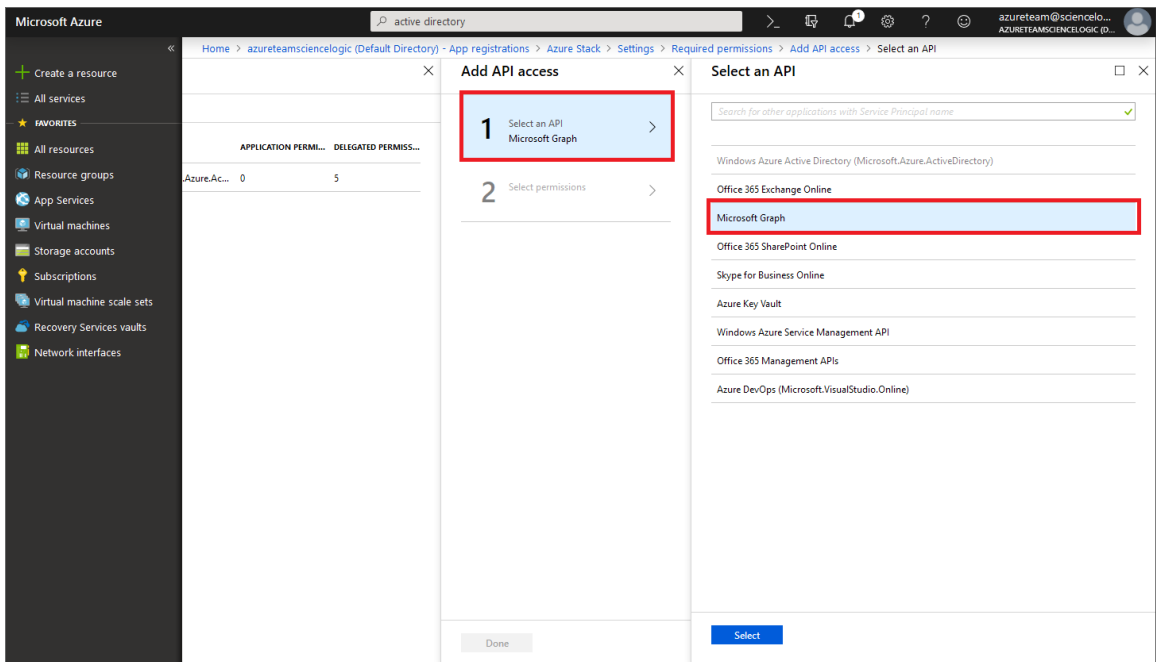 Microsoft Azure
active directory
1
azureteam@sciencelo...
AZURETEAMSCIENCELOGIC (D...
Home > azureteamsciencelogic (Default Directory) - App registrations > Azure Stack > Settings > Required permissions > Add API access > Select an API
Create a resource
All services
FAVORITES
All resources
Resource groups
App Services
Virtual machines
Storage accounts
Subscriptions
Virtual machine scale sets
Recovery Services vaults
Network interfaces
APPLICATION PERMI... DELEGATED PERMISS...
.Azure.Ac... 0 5
Add API access
1 Select an API
Microsoft Graph
2 Select permissions
Done
Select an API
Search for other applications with Service Principal name
Windows Azure Active Directory (Microsoft.Azure.ActiveDirectory)
Office 365 Exchange Online
Microsoft Graph
Office 365 SharePoint Online
Skype for Business Online
Azure Key Vault
Windows Azure Service Management API
Office 365 Management APIs
Azure DevOps (Microsoft.VisualStudio.Online)
Select